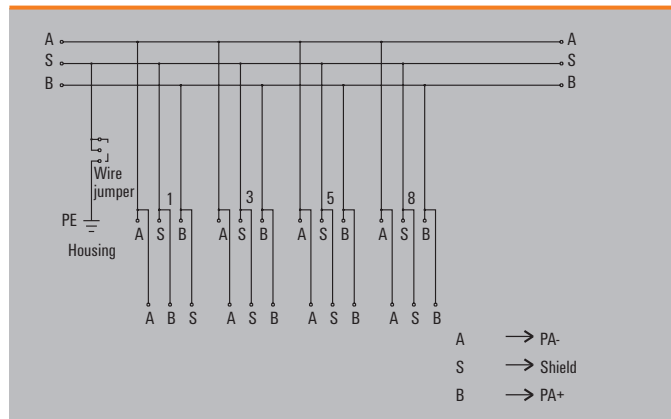 A A
S S
B B
Wire
jumper
1 3 5 8
PE
A S B A S B A S B A S B
Housing
A B S A S B A S B A S B
A → PA-
S → Shield
B → PA+